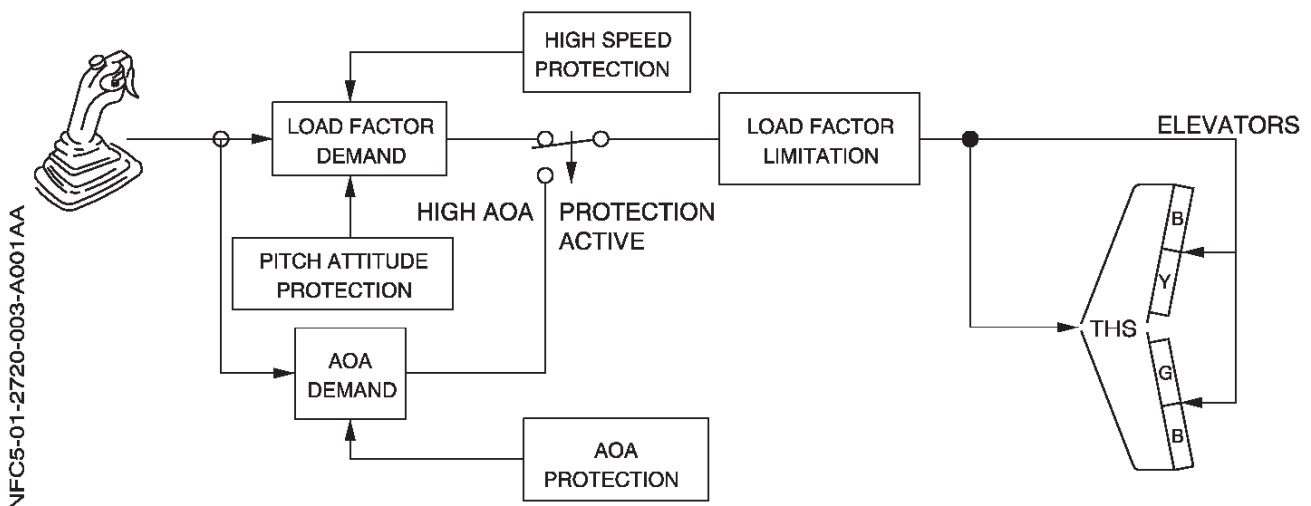 HIGH SPEED
PROTECTION
LOAD FACTOR
DEMAND
LOAD FACTOR
LIMITATION
ELEVATORS
HIGH AOA
PROTECTION
ACTIVE
PITCH ATTITUDE
PROTECTION
B
Y
THS
G
B
AOA
DEMAND
AOA
PROTECTION
NFC5-01-2720-003-A001AA